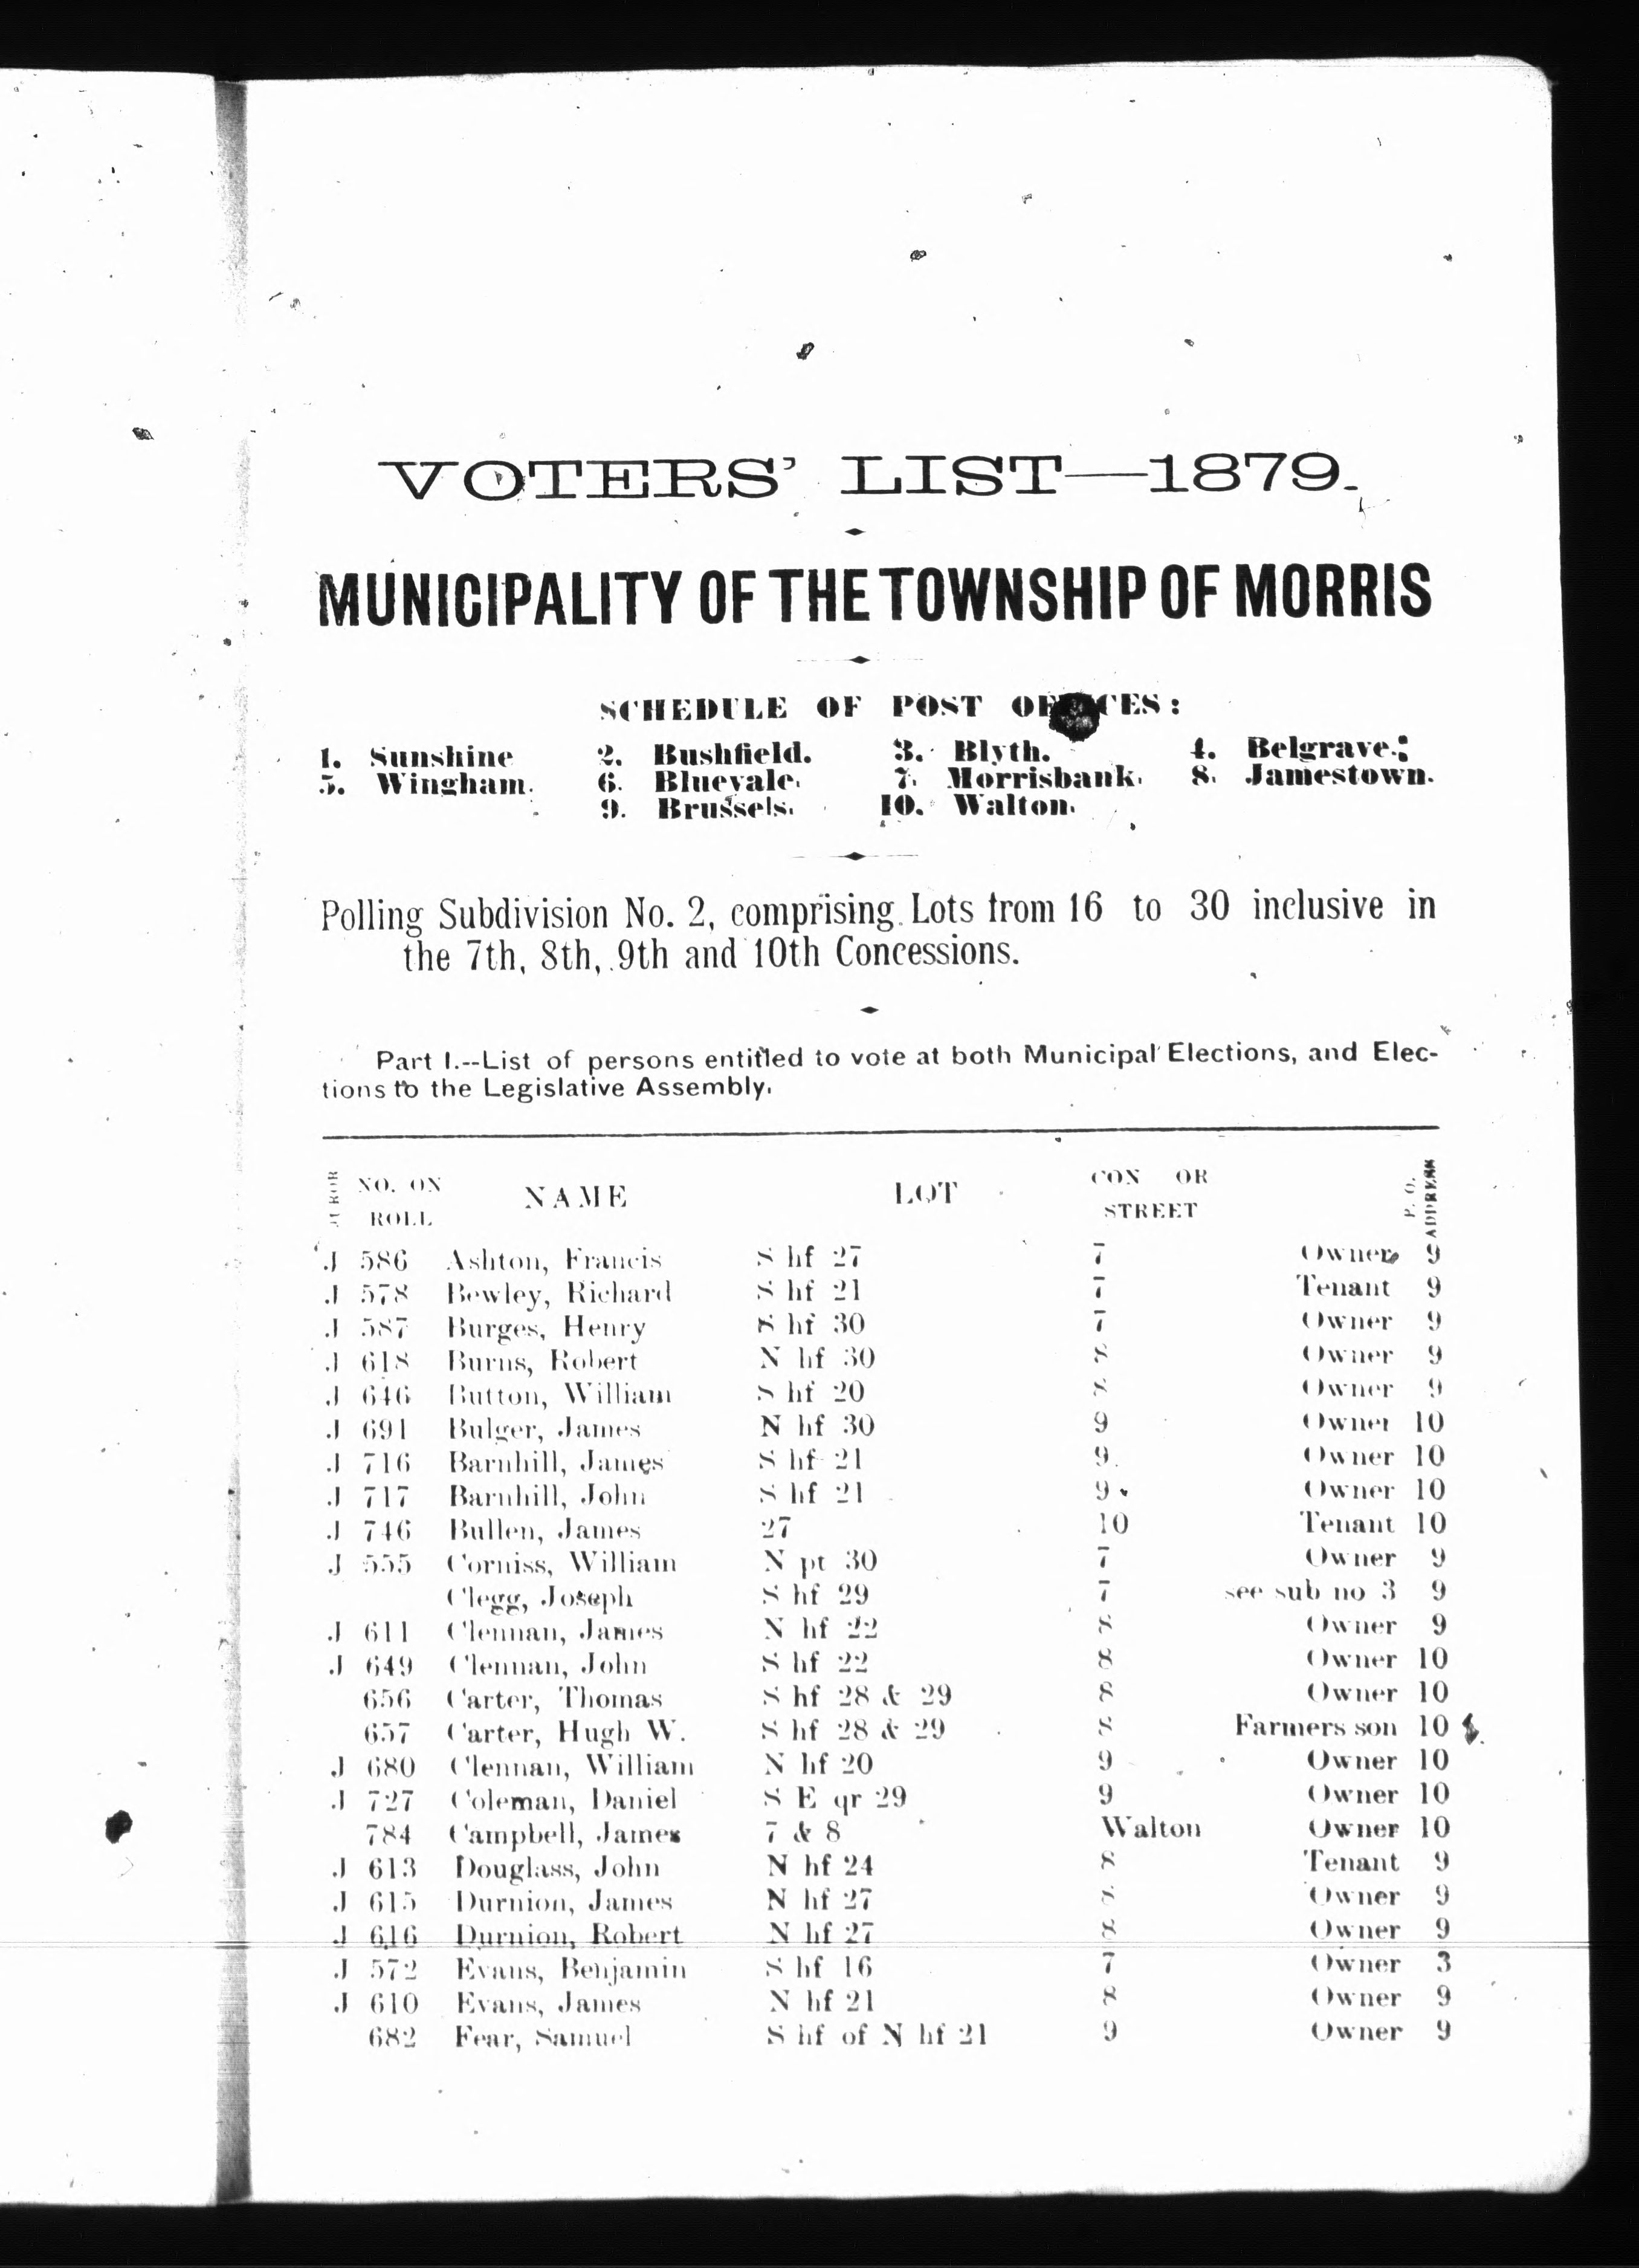 VOTERS' LIST—1879.
MUNICIPALITY OF THE TOWNSHIP OF MORRIS
SCHEDULE OF POST OFFICES:
1. Sunshine 2. Bushfield. 3. Blyth. 4. Belgrave.
5. Wingham. 6. Bluevale. 7. Morrisbank. 8. Jamestown.
9. Brussels. 10. Walton.
Polling Subdivision No. 2, comprising Lots from 16 to 30 inclusive in
the 7th, 8th, 9th and 10th Concessions.
Part I.--List of persons entitled to vote at both Municipal Elections, and Elec-
tions to the Legislative Assembly.
JUROR NO. ON ROLL NAME LOT CON OR STREET P. O. ADDRESS
J 586 Ashton, Francis S hf 27 7 Owner 9
J 578 Bewley, Richard S hf 21 7 Tenant 9
J 587 Burges, Henry S hf 30 7 Owner 9
J 618 Burns, Robert N hf 30 8 Owner 9
J 646 Button, William S hf 20 8 Owner 9
J 691 Bulger, James N hf 30 9 Owner 10
J 716 Barnhill, James S hf 21 9 Owner 10
J 717 Barnhill, John S hf 21 9 Owner 10
J 746 Bullen, James 27 10 Tenant 10
J 555 Corniss, William N pt 30 7 Owner 9
Clegg, Joseph S hf 29 7 see sub no 3 9
J 611 Clennan, James N hf 22 8 Owner 9
J 649 Clennan, John S hf 22 8 Owner 10
656 Carter, Thomas S hf 28 & 29 8 Owner 10
657 Carter, Hugh W. S hf 28 & 29 8 Farmers son 10
J 680 Clennan, William N hf 20 9 Owner 10
J 727 Coleman, Daniel S E qr 29 9 Owner 10
784 Campbell, James 7 & 8 Walton Owner 10
J 613 Douglass, John N hf 24 8 Tenant 9
J 615 Durnion, James N hf 27 8 Owner 9
J 616 Durnion, Robert N hf 27 8 Owner 9
J 572 Evans, Benjamin S hf 16 7 Owner 3
J 610 Evans, James N hf 21 8 Owner 9
682 Fear, Samuel S hf of N hf 21 9 Owner 9